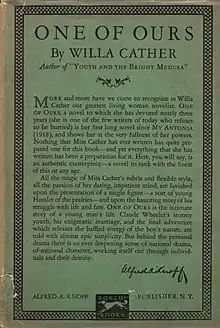 ONE OF OURS
By WILLA CATHER
Author of "YOUTH AND THE BRIGHT MEDUSA"
MORE and more have we come to recognize in Willa
Cather our greatest living woman novelist. ONE
OF OURS, a novel to which she has devoted nearly three
years (she is one of the few writers of today who refuses
to be hurried) is her first long novel since MY ANTONIA
(1918), and shows her at the very fullness of her powers.
Nothing that Miss Cather has ever written has quite prepared
one for this book—and yet everything that she has
written has been a preparation for it. Here, you will say, is
an authentic masterpiece—a novel to rank with the finest
of this or any age.
All the magic of Miss Cather's subtle and flexible style,
all the passion of her daring, impatient mind, are lavished
upon the presentation of a single figure—a sort of young
Hamlet of the prairies—and upon the haunting story of his
struggle with life and fate. ONE OF OURS is the intimate
story of a young man's life. Claude Wheeler's stormy
youth, his enigmatic marriage, and the final adventure
which releases the baffled energy of the boy's nature, are
told with almost epic simplicity. But behind the personal
drama there is an ever deepening sense of national drama,
of national character, working itself out through individuals
and their destiny.
Alfred A Knopf
ALFRED A. KNOPF
BORZOI
BOOKS
PUBLISHER, N.Y.